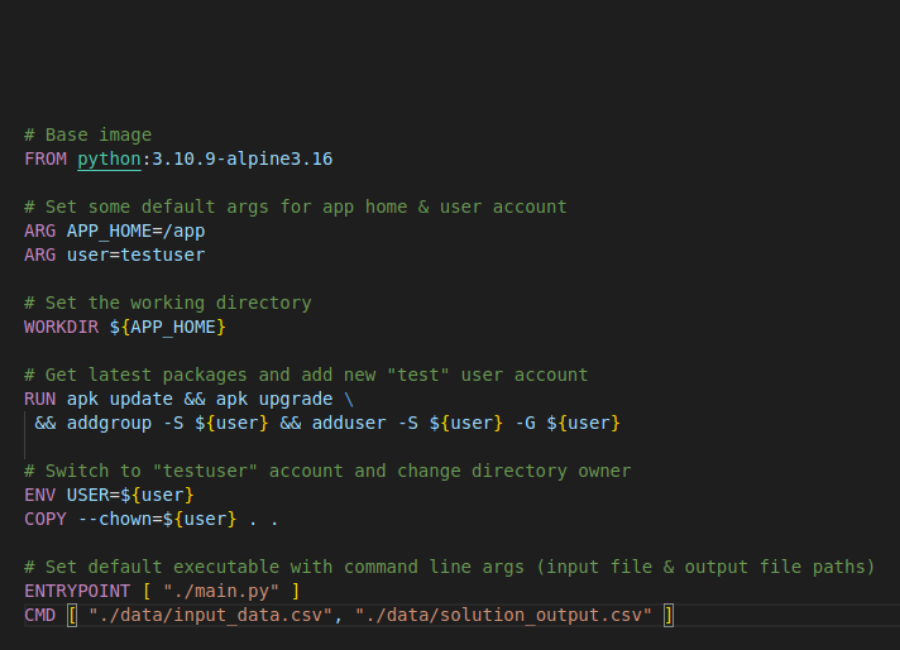 # Base image
FROM python:3.10.9-alpine3.16
# Set some default args for app home & user account
ARG APP_HOME=/app
ARG user=testuser
# Set the working directory
WORKDIR ${APP_HOME}
# Get latest packages and add new "test" user account
RUN apk update && apk upgrade \
&& addgroup -S ${user} && adduser -S ${user} -G ${user}
# Switch to "testuser" account and change directory owner
ENV USER=${user}
COPY --chown=${user} . .
# Set default executable with command line args (input file & output file paths)
ENTRYPOINT [ "./main.py" ]
CMD [ "./data/input_data.csv", "./data/solution_output.csv" ]